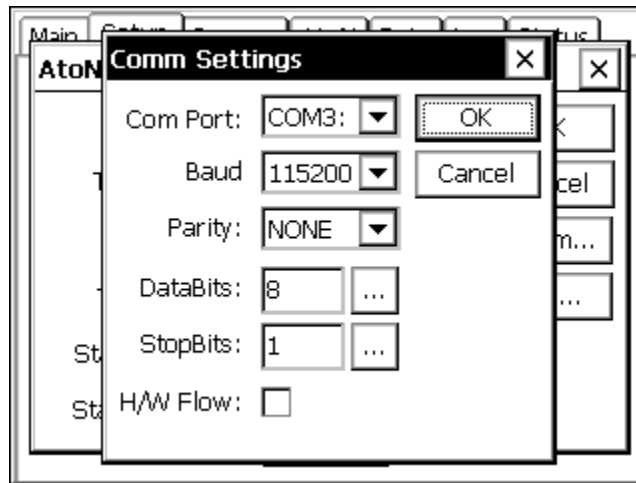 Main
AtoN
Comm Settings
Com Port: COM3: OK
Baud 115200 Cancel
Parity: NONE
DataBits: 8 ...
StopBits: 1 ...
H/W Flow: